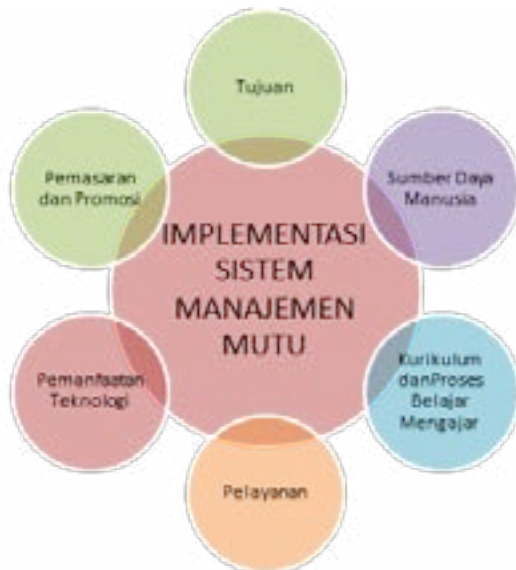 Tujuan
Sumber Daya
Manusia
Kurikulum
danProses
Belajar
Mengajar
Pelayanan
Pemanfaatan
Teknologi
Pemasaran
dan Promosi
IMPLEMENTASI
SISTEM
MANAJEMEN
MUTU